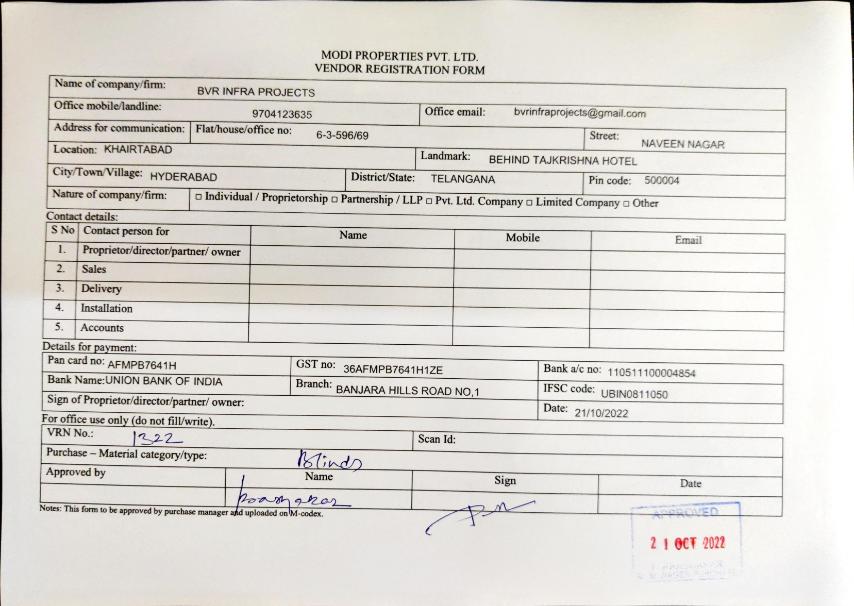 MODI PROPERTIES PVT. LTD.
VENDOR REGISTRATION FORM
Name of company/firm: BVR INFRA PROJECTS
Office mobile/landline: 9704123635 Office email: bvrinfraprojects@gmail.com
Address for communication: Flat/house/office no: 6-3-596/69 Street: NAVEEN NAGAR
Location: KHAIRTABAD Landmark: BEHIND TAJKRISHNA HOTEL
City/Town/Village: HYDERABAD District/State: TELANGANA Pin code: 500004
Nature of company/firm: □ Individual / Proprietorship □ Partnership / LLP □ Pvt. Ltd. Company □ Limited Company □ Other
Contact details:
S No Contact person for Name Mobile Email
1. Proprietor/director/partner/ owner
2. Sales
3. Delivery
4. Installation
5. Accounts
Details for payment:
Pan card no: AFMPB7641H GST no: 36AFMPB7641H1ZE Bank a/c no: 110511100004854
Bank Name:UNION BANK OF INDIA Branch: BANJARA HILLS ROAD NO,1 IFSC code: UBIN0811050
Sign of Proprietor/director/partner/ owner: Date: 21/10/2022
For office use only (do not fill/write).
VRN No.: 1322 Scan Id:
Purchase – Material category/type: Blinds
Approved by Name Sign Date
Notes: This form to be approved by purchase manager and uploaded on M-codex.
APPROVED
21 OCT 2022